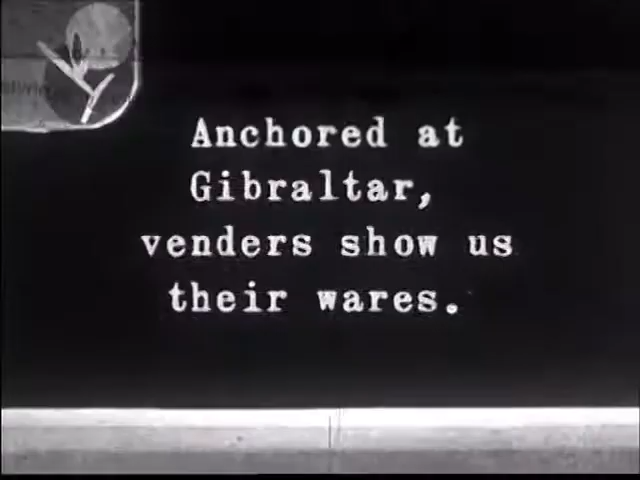 Anchored at
Gibraltar,
venders show us
their wares.